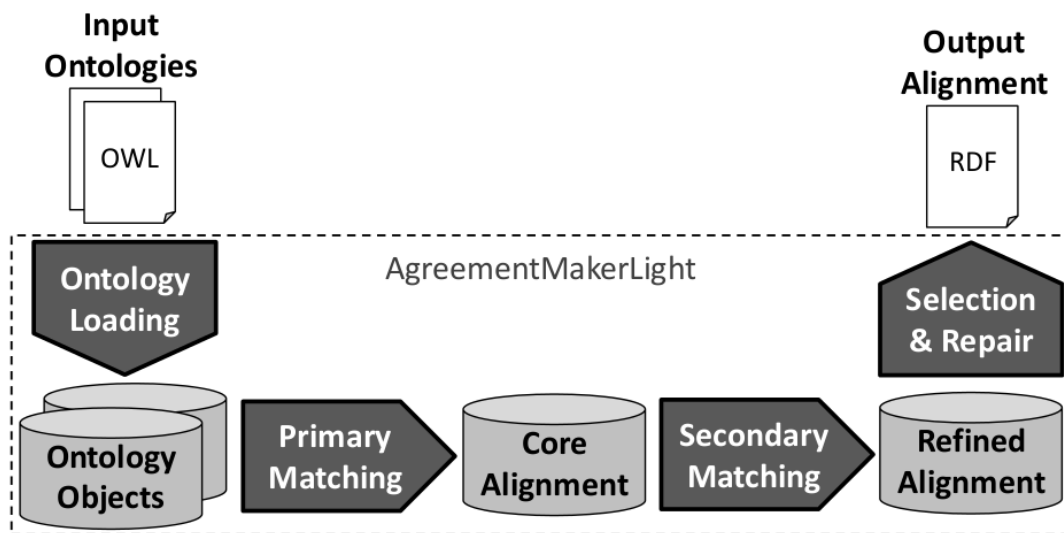 Input
Ontologies
OWL
Output
Alignment
RDF
AgreementMakerLight
Ontology
Loading
Selection
& Repair
Ontology
Objects
Primary
Matching
Core
Alignment
Secondary
Matching
Refined
Alignment